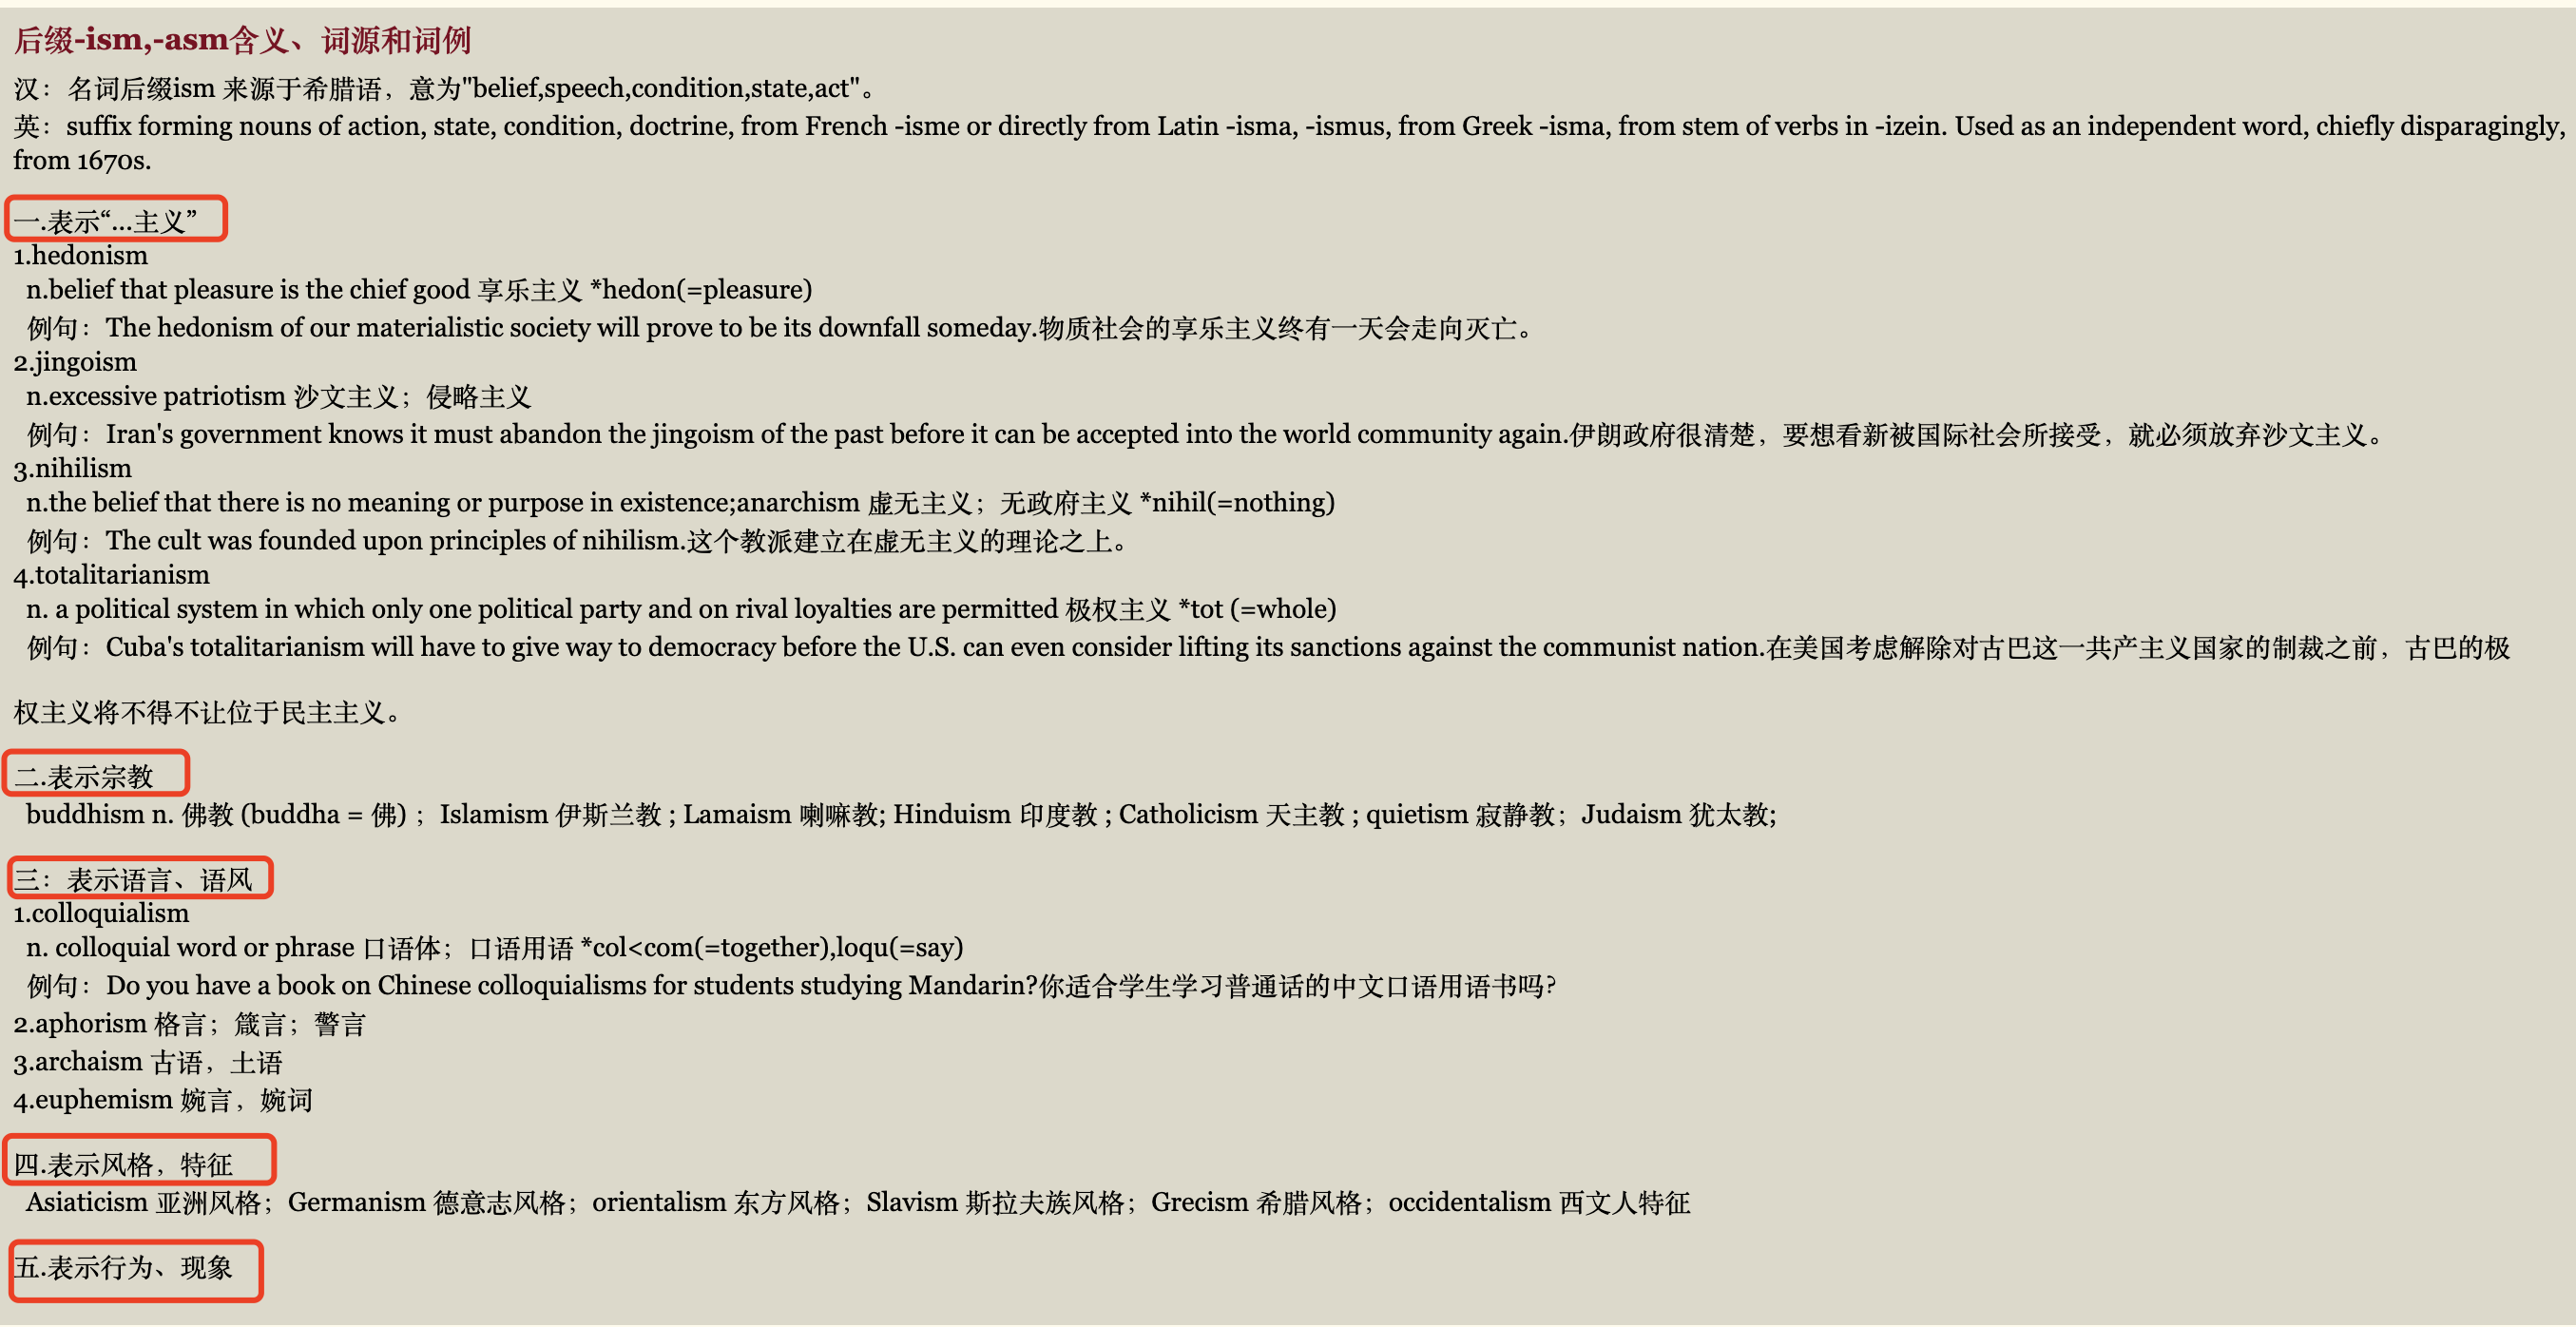 后缀-ism,-asm含义、词源和词例
汉：名词后缀ism 来源于希腊语，意为"belief,speech,condition,state,act"。
英：suffix forming nouns of action, state, condition, doctrine, from French -isme or directly from Latin -isma, -ismus, from Greek -isma, from stem of verbs in -izein. Used as an independent word, chiefly disparagingly,
from 1670s.
一.表示“...主义”
1.hedonism
n.belief that pleasure is the chief good 享乐主义 *hedon(=pleasure)
例句：The hedonism of our materialistic society will prove to be its downfall someday.物质社会的享乐主义终有一天会走向灭亡。
2.jingoism
n.excessive patriotism 沙文主义；侵略主义
例句：Iran's government knows it must abandon the jingoism of the past before it can be accepted into the world community again.伊朗政府很清楚，要想看新被国际社会所接受，就必须放弃沙文主义。
3.nihilism
n.the belief that there is no meaning or purpose in existence;anarchism 虚无主义；无政府主义 *nihil(=nothing)
例句：The cult was founded upon principles of nihilism.这个教派建立在虚无主义的理论之上。
4.totalitarianism
n. a political system in which only one political party and on rival loyalties are permitted 极权主义 *tot (=whole)
例句：Cuba's totalitarianism will have to give way to democracy before the U.S. can even consider lifting its sanctions against the communist nation.在美国考虑解除对古巴这一共产主义国家的制裁之前，古巴的极
权主义将不得不让位于民主主义。
二.表示宗教
buddhism n. 佛教 (buddha = 佛) ；Islamism 伊斯兰教 ; Lamaism 喇嘛教; Hinduism 印度教 ; Catholicism 天主教 ; quietism 寂静教；Judaism 犹太教;
三：表示语言、语风
1.colloquialism
n. colloquial word or phrase 口语体；口语用语 *col<com(=together),loqu(=say)
例句：Do you have a book on Chinese colloquialisms for students studying Mandarin?你适合学生学习普通话的中文口语用语书吗?
2.aphorism 格言；箴言；警言
3.archaism 古语，土语
4.euphemism 婉言，婉词
四.表示风格，特征
Asiaticism 亚洲风格；Germanism 德意志风格；orientalism 东方风格；Slavism 斯拉夫族风格；Grecism 希腊风格；occidentalism 西文人特征
五.表示行为、现象